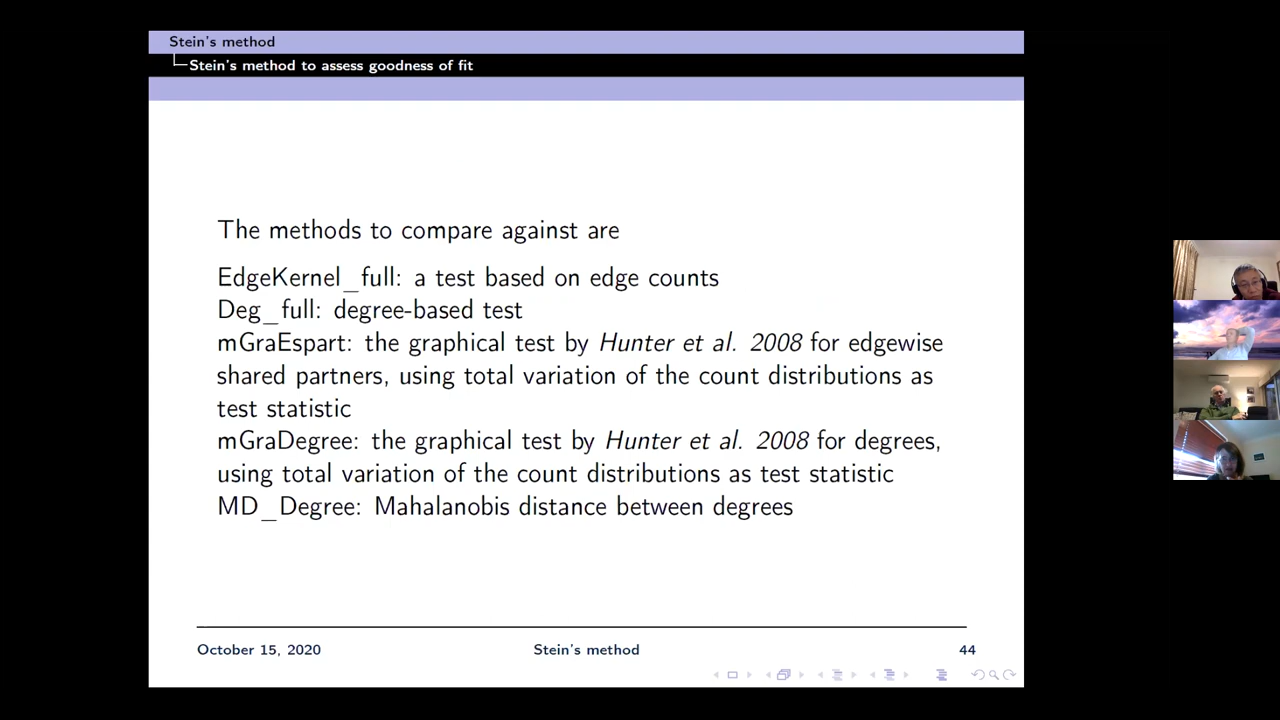 Stein's method
Stein's method to assess goodness of fit
The methods to compare against are
EdgeKernel_full: a test based on edge counts
Deg_full: degree-based test
mGraEspart: the graphical test by Hunter et al. 2008 for edgewise
shared partners, using total variation of the count distributions as
test statistic
mGraDegree: the graphical test by Hunter et al. 2008 for degrees,
using total variation of the count distributions as test statistic
MD_Degree: Mahalanobis distance between degrees
October 15, 2020
Stein's method
44